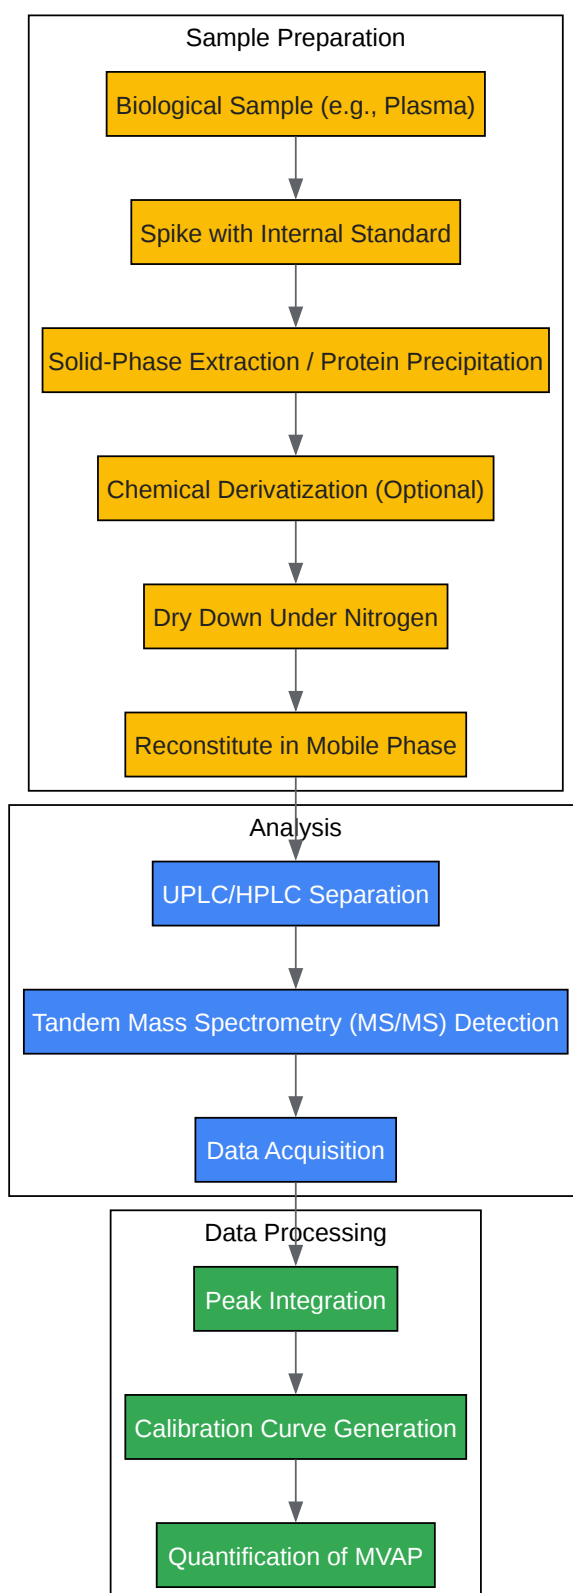 Sample Preparation
Biological Sample (e.g., Plasma)
Spike with Internal Standard
Solid-Phase Extraction / Protein Precipitation
Chemical Derivatization (Optional)
Dry Down Under Nitrogen
Reconstitute in Mobile Phase
Analysis
UPLC/HPLC Separation
Tandem Mass Spectrometry (MS/MS) Detection
Data Acquisition
Data Processing
Peak Integration
Calibration Curve Generation
Quantification of MVAP